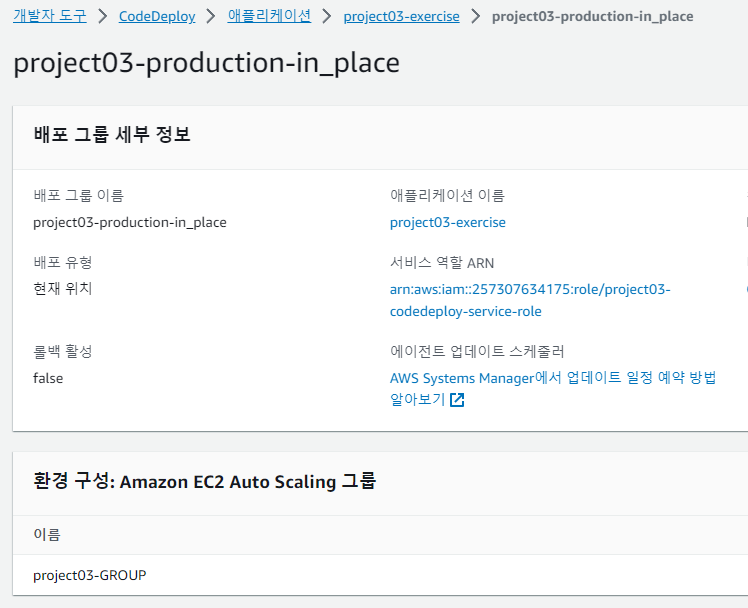 개발자 도구 > CodeDeploy > 애플리케이션 > project03-exercise > project03-production-in_place
project03-production-in_place
배포 그룹 세부 정보
배포 그룹 이름 애플리케이션 이름
project03-production-in_place project03-exercise
배포 유형 서비스 역할 ARN
현재 위치 arn:aws:iam::257307634175:role/project03-
codedeploy-service-role
롤백 활성 에이전트 업데이트 스케줄러
false AWS Systems Manager에서 업데이트 일정 예약 방법
알아보기
환경 구성: Amazon EC2 Auto Scaling 그룹
이름
project03-GROUP